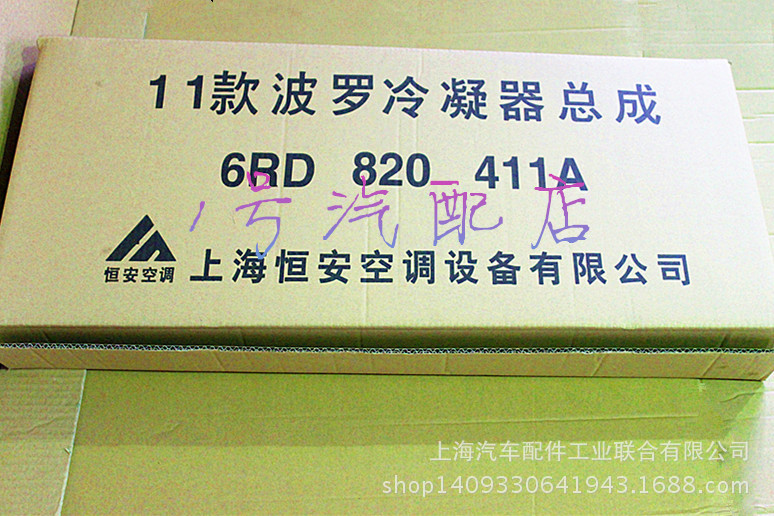 11款波罗冷凝器总成
6RD 820 411A
1号汽配店
恒安空调 上海恒安空调设备有限公司
上海汽车配件工业联合有限公司
shop1409330641943.1688.com